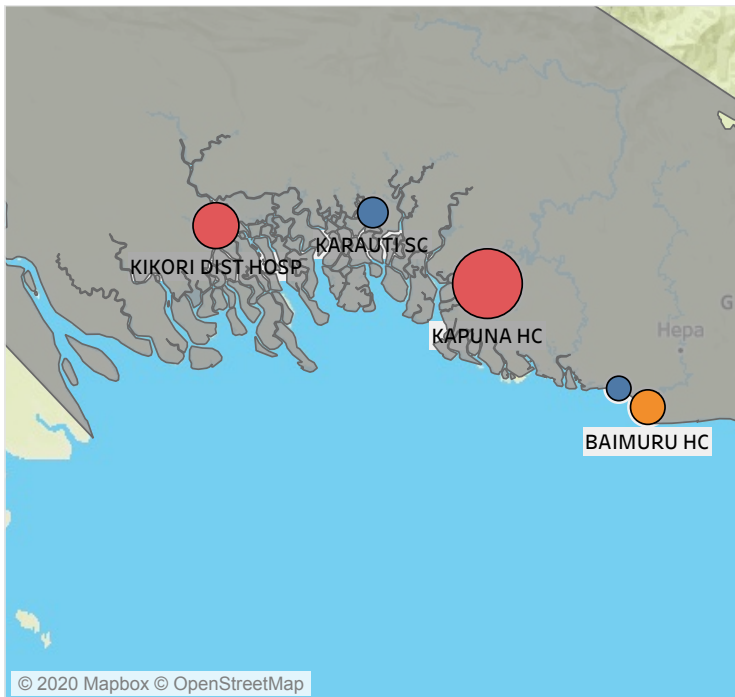 KARAUTI SC
KIKORI DIST HOSP
KAPUNA HC
Hepa
G
BAIMURU HC
© 2020 Mapbox © OpenStreetMap